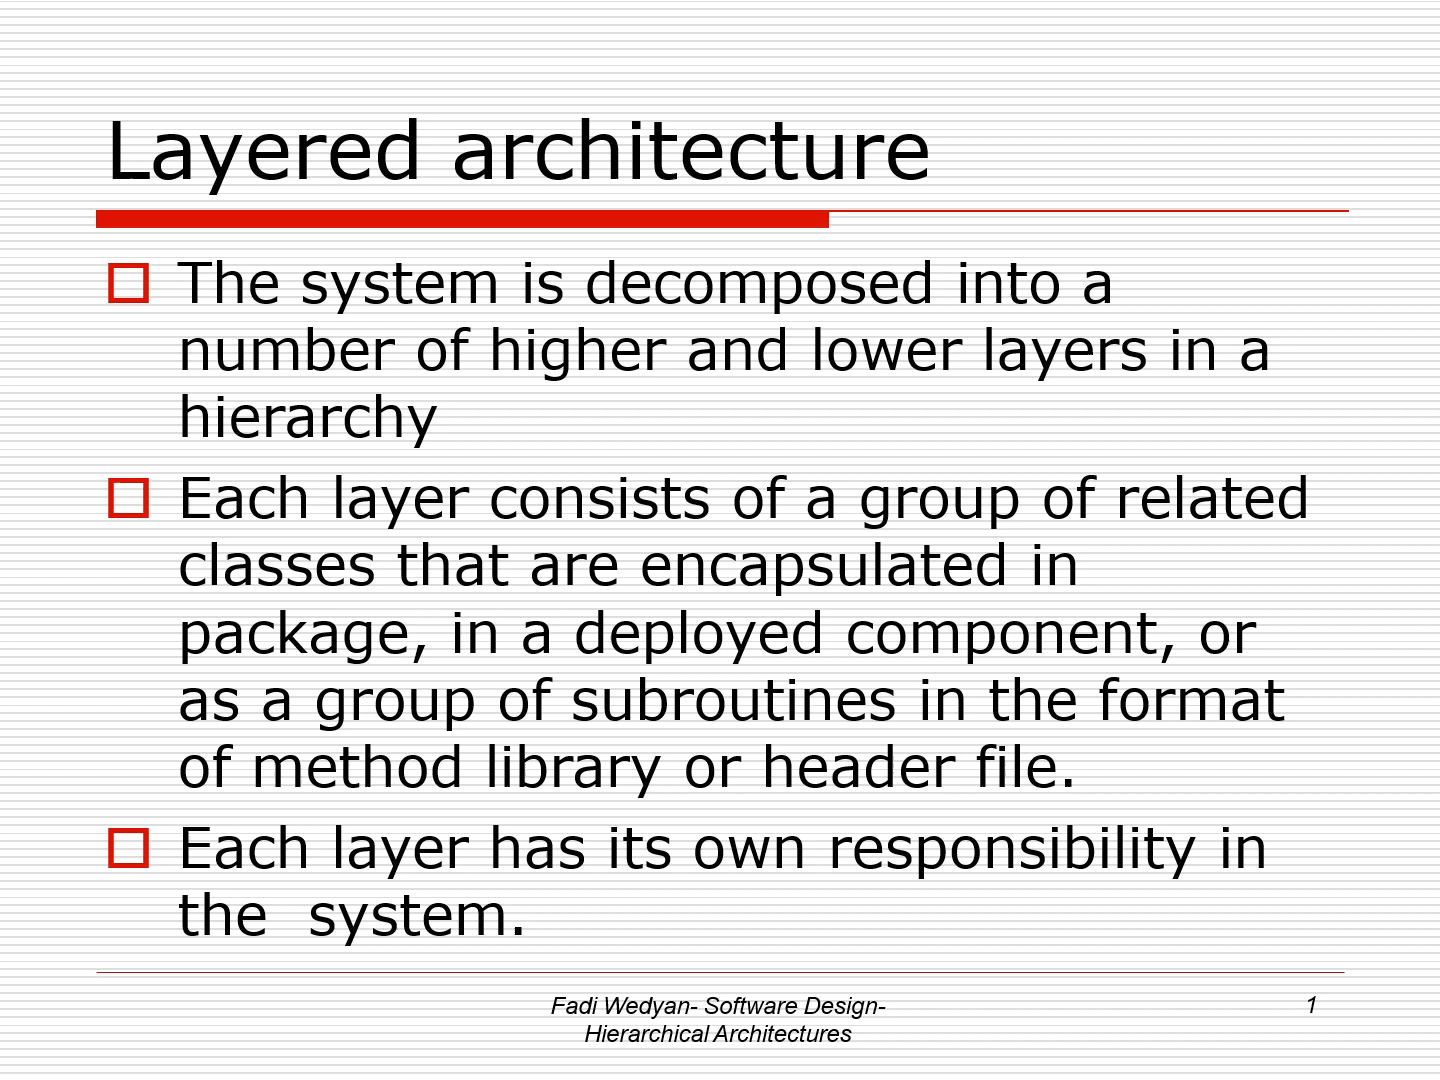 Layered architecture
The system is decomposed into a
number of higher and lower layers in a
hierarchy
Each layer consists of a group of related
classes that are encapsulated in
package, in a deployed component, or
as a group of subroutines in the format
of method library or header file.
Each layer has its own responsibility in
the  system.
Fadi Wedyan- Software Design-
Hierarchical Architectures
1